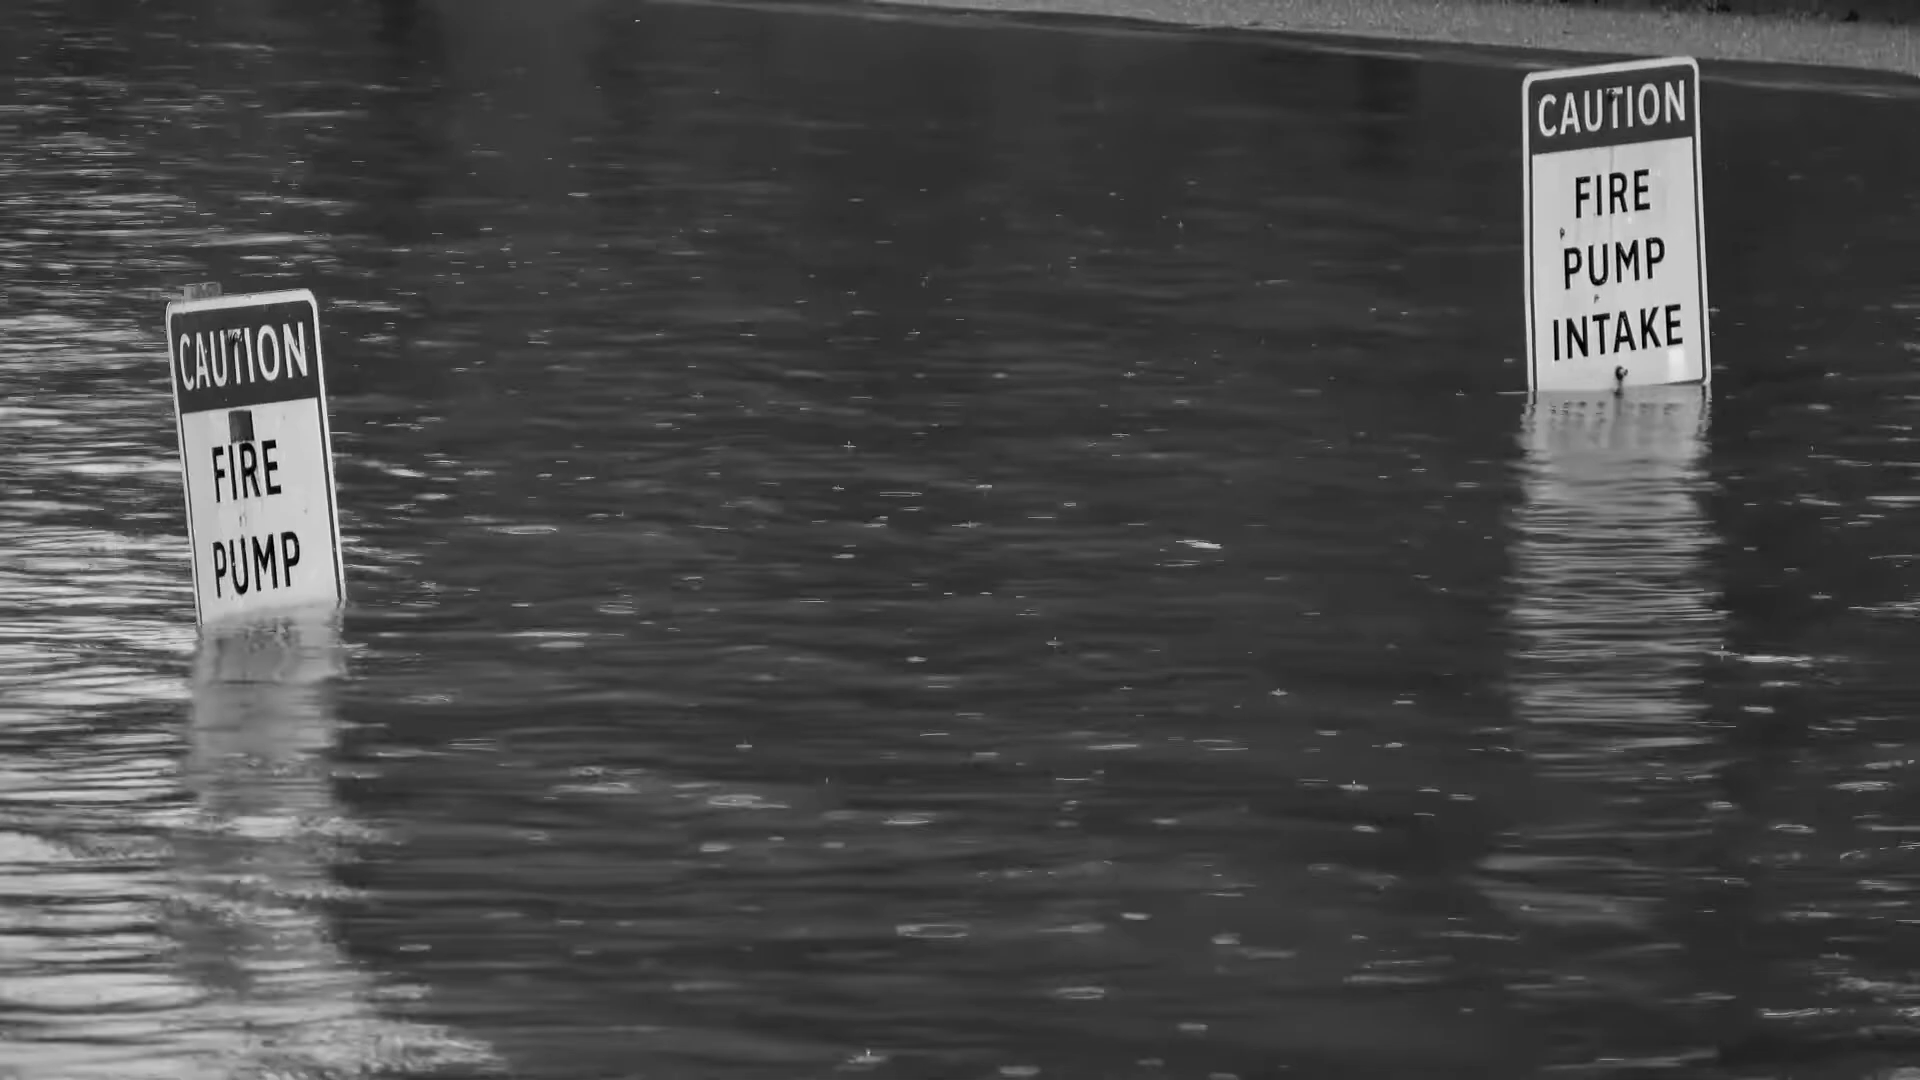 CAUTION
FIRE
PUMP
CAUTION
FIRE
PUMP
INTAKE